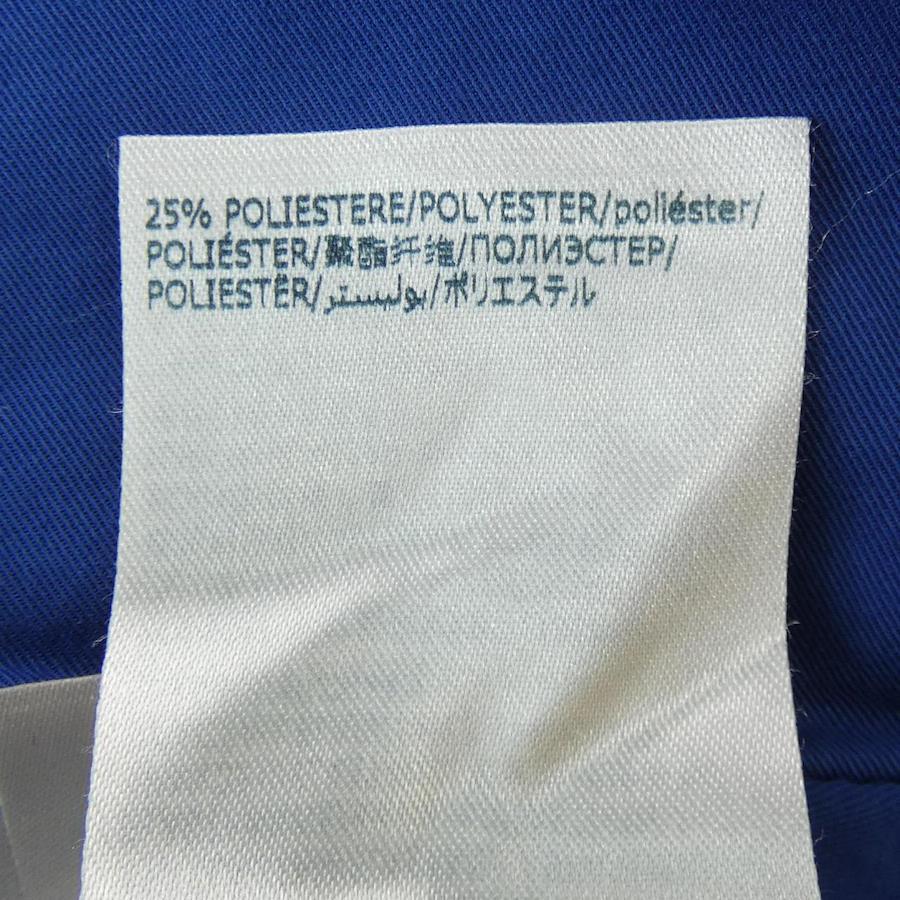 25% POLIESTERE/POLYESTER/poliéster/
POLIÉSTER/聚酯纤维/ПОЛИЭСТЕР/
POLIESTËR/بوليستر/ポリエステル